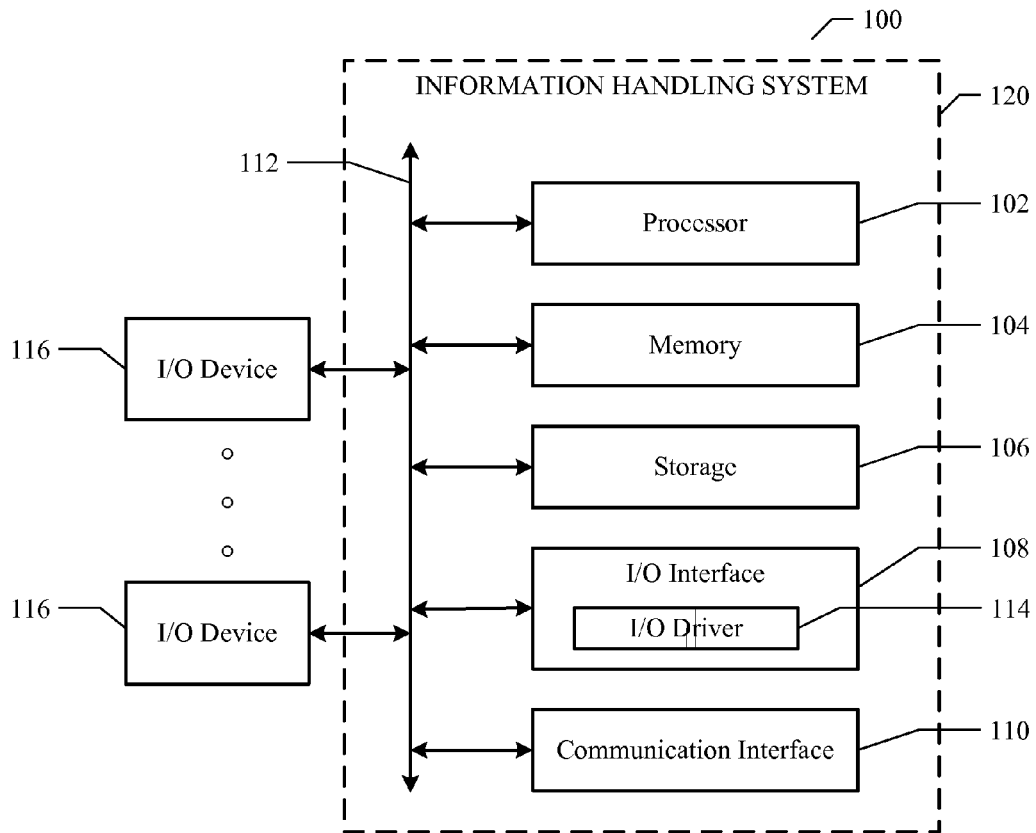 100
INFORMATION HANDLING SYSTEM
120
112
Processor
102
116
I/O Device
Memory
104
Storage
106
I/O Interface
108
116
I/O Device
I/O Driver
114
Communication Interface
110